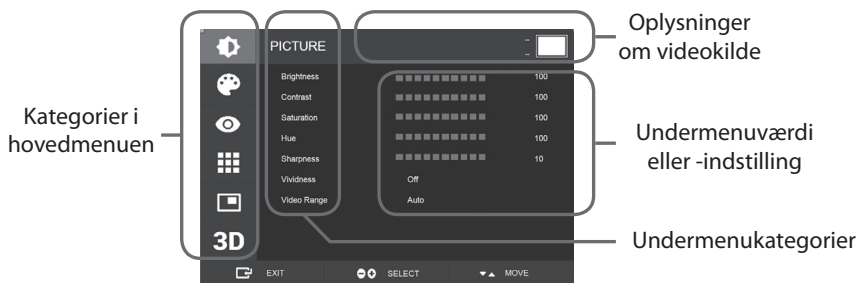 Oplysninger
om videokilde
Kategorier i
hovedmenuen
PICTURE
Brightness 100
Contrast 100
Saturation 100
Hue 100
Sharpness 10
Vividness Off
Video Range Auto
3D
EXIT SELECT MOVE
Undermenuværdi
eller -indstilling
Undermenukategorier